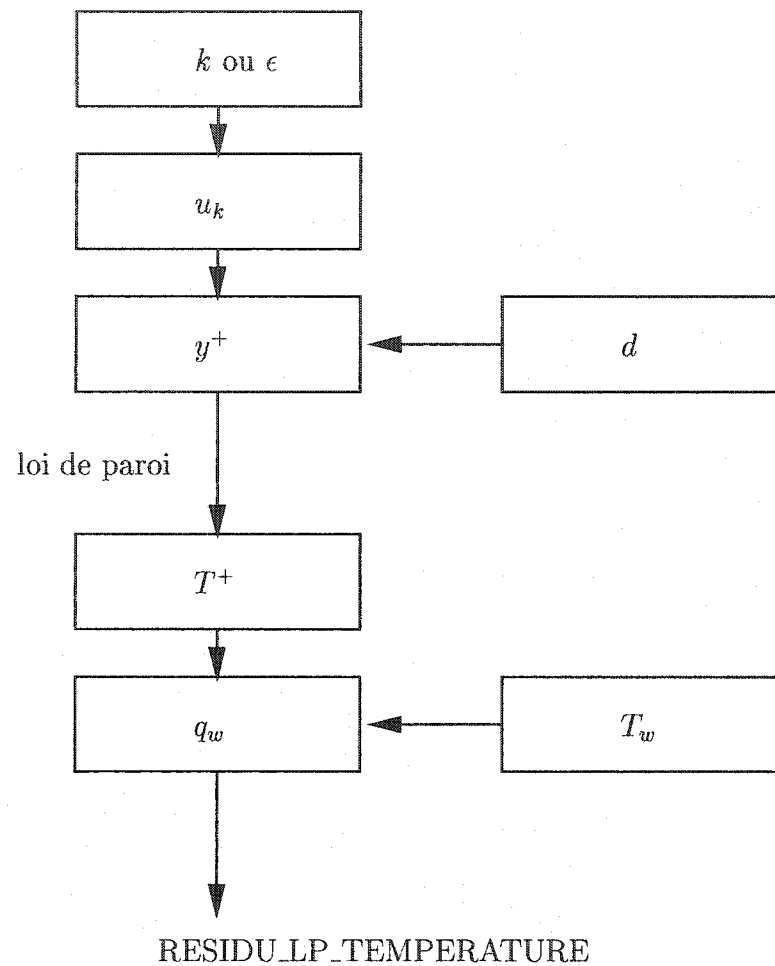 k ou ϵ
u_k
y⁺
d
loi de paroi
T⁺
q_w
T_w
RESIDU_LP_TEMPERATURE